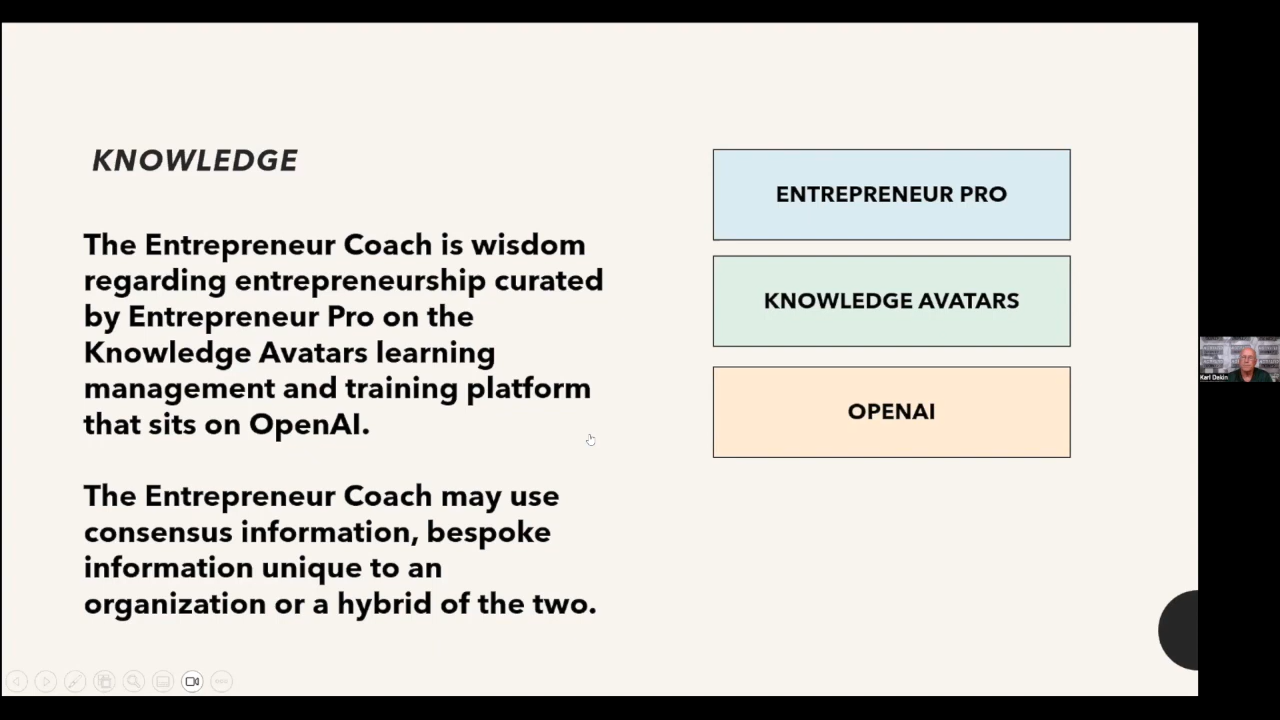 KNOWLEDGE
The Entrepreneur Coach is wisdom
regarding entrepreneurship curated
by Entrepreneur Pro on the
Knowledge Avatars learning
management and training platform
that sits on OpenAI.
The Entrepreneur Coach may use
consensus information, bespoke
information unique to an
organization or a hybrid of the two.
ENTREPRENEUR PRO
KNOWLEDGE AVATARS
OPENAI
Karl Dakin